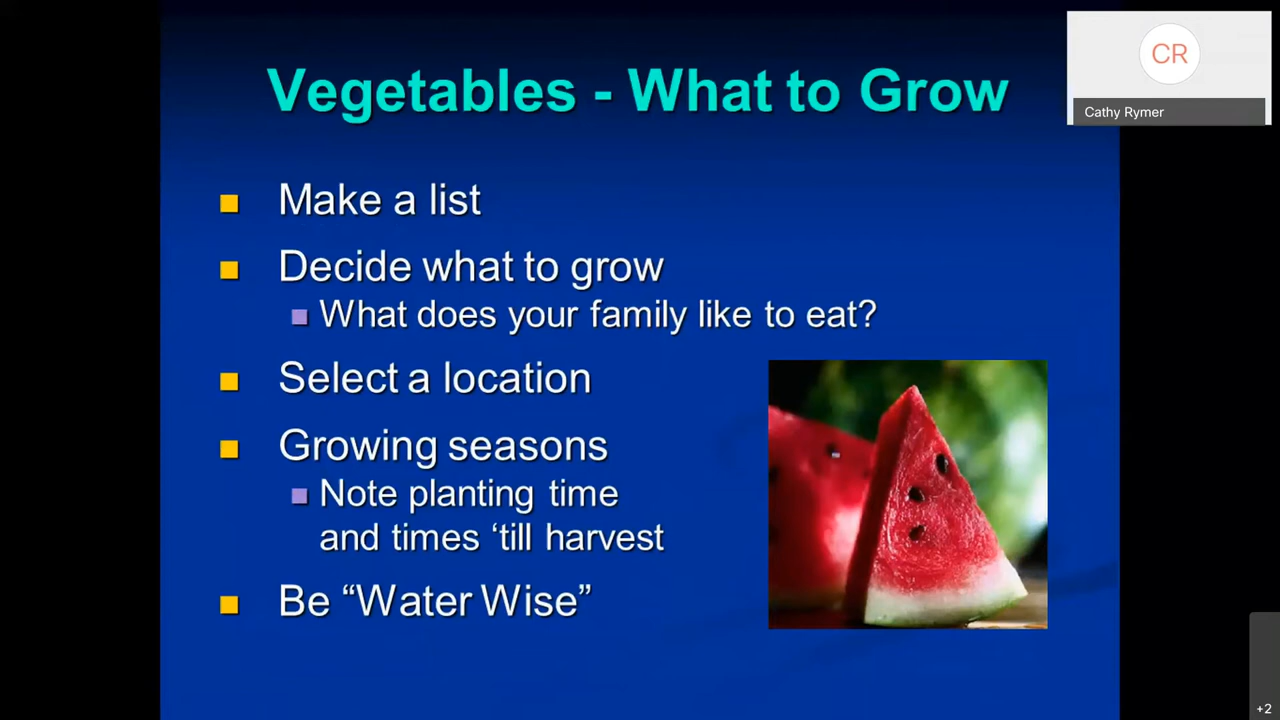 Vegetables - What to Grow
CR
Cathy Rymer
Make a list
Decide what to grow
What does your family like to eat?
Select a location
Growing seasons
Note planting time
and times ‘till harvest
Be “Water Wise”
+2